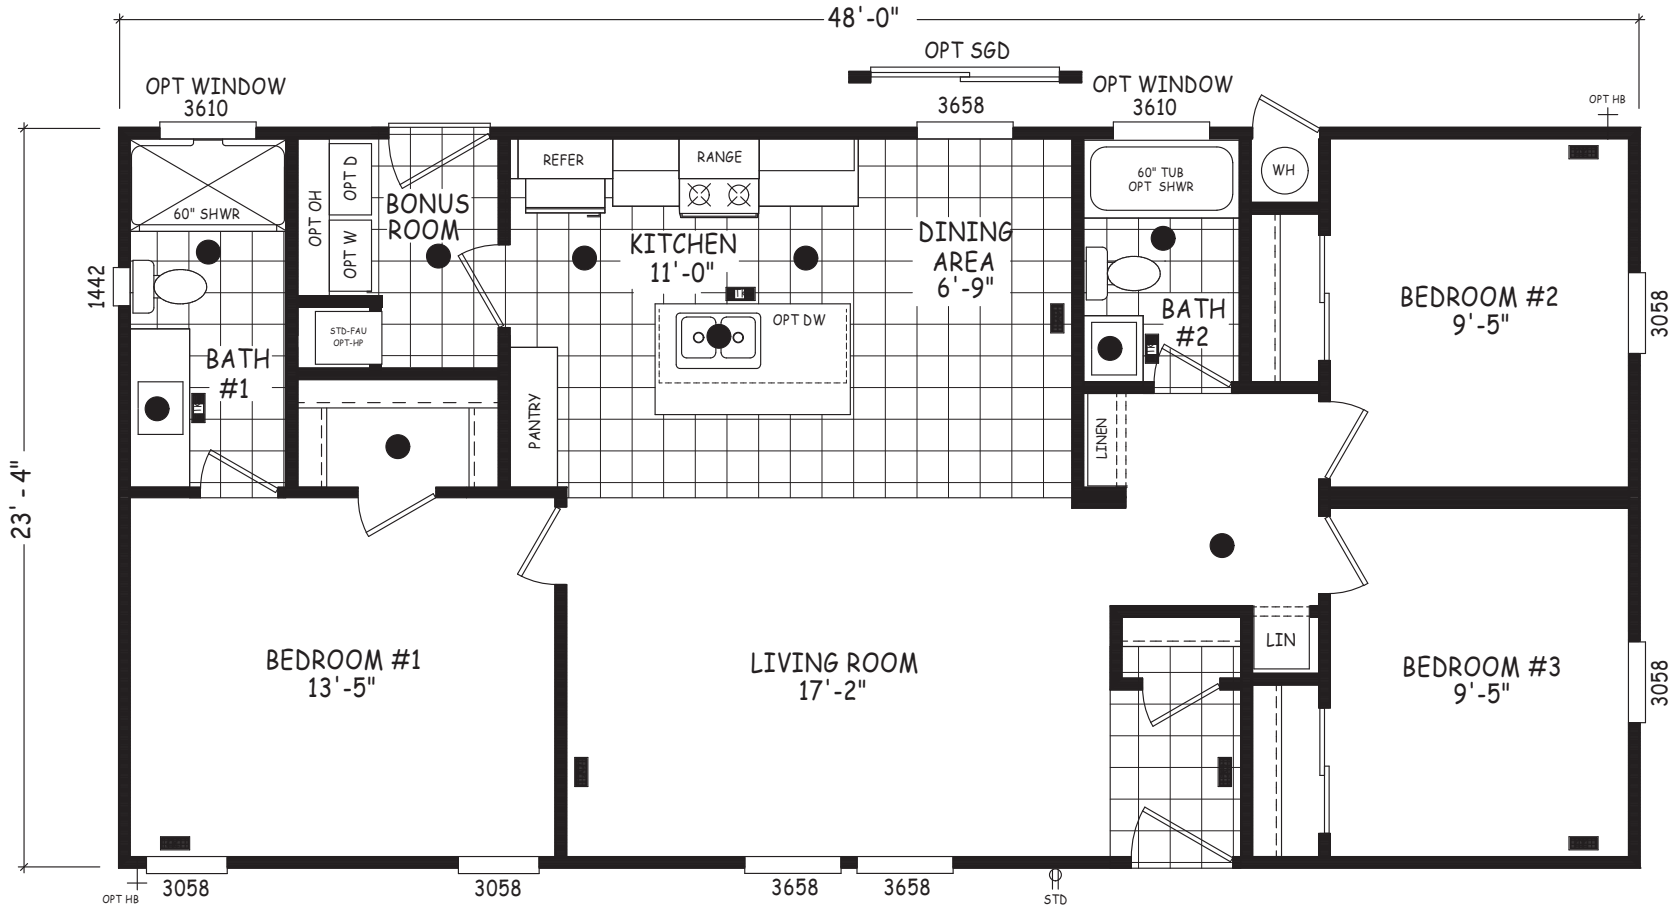 48'-0"
OPT SGD
OPT WINDOW
3610
3658
OPT WINDOW
3610
OPT HB
REFER
RANGE
60" TUB
OPT SHWR
WH
OPT D
OPT OH
OPT W
60" SHWR
BONUS
ROOM
KITCHEN
11'-0"
DINING
AREA
6'-9"
1442
BATH
#2
BEDROOM #2
9'-5"
3058
OPT DW
STD-FAU
OPT-HP
BATH
#1
PANTRY
LINEN
23' - 4"
BEDROOM #1
13'-5"
LIVING ROOM
17'-2"
LIN
BEDROOM #3
9'-5"
3058
OPT HB
3058
3058
3658
3658
STD